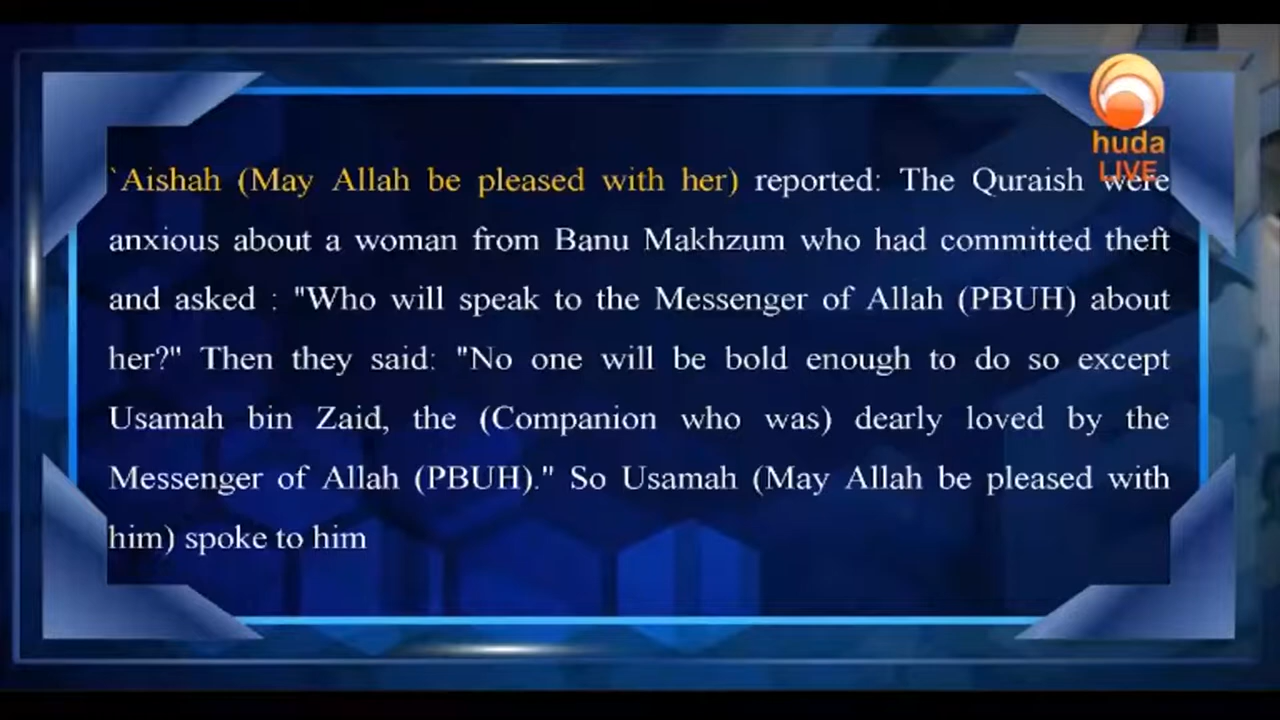 huda
LIVE
`Aishah (May Allah be pleased with her) reported: The Quraish were
anxious about a woman from Banu Makhzum who had committed theft
and asked : "Who will speak to the Messenger of Allah (PBUH) about
her?" Then they said: "No one will be bold enough to do so except
Usamah bin Zaid, the (Companion who was) dearly loved by the
Messenger of Allah (PBUH)." So Usamah (May Allah be pleased with
him) spoke to him